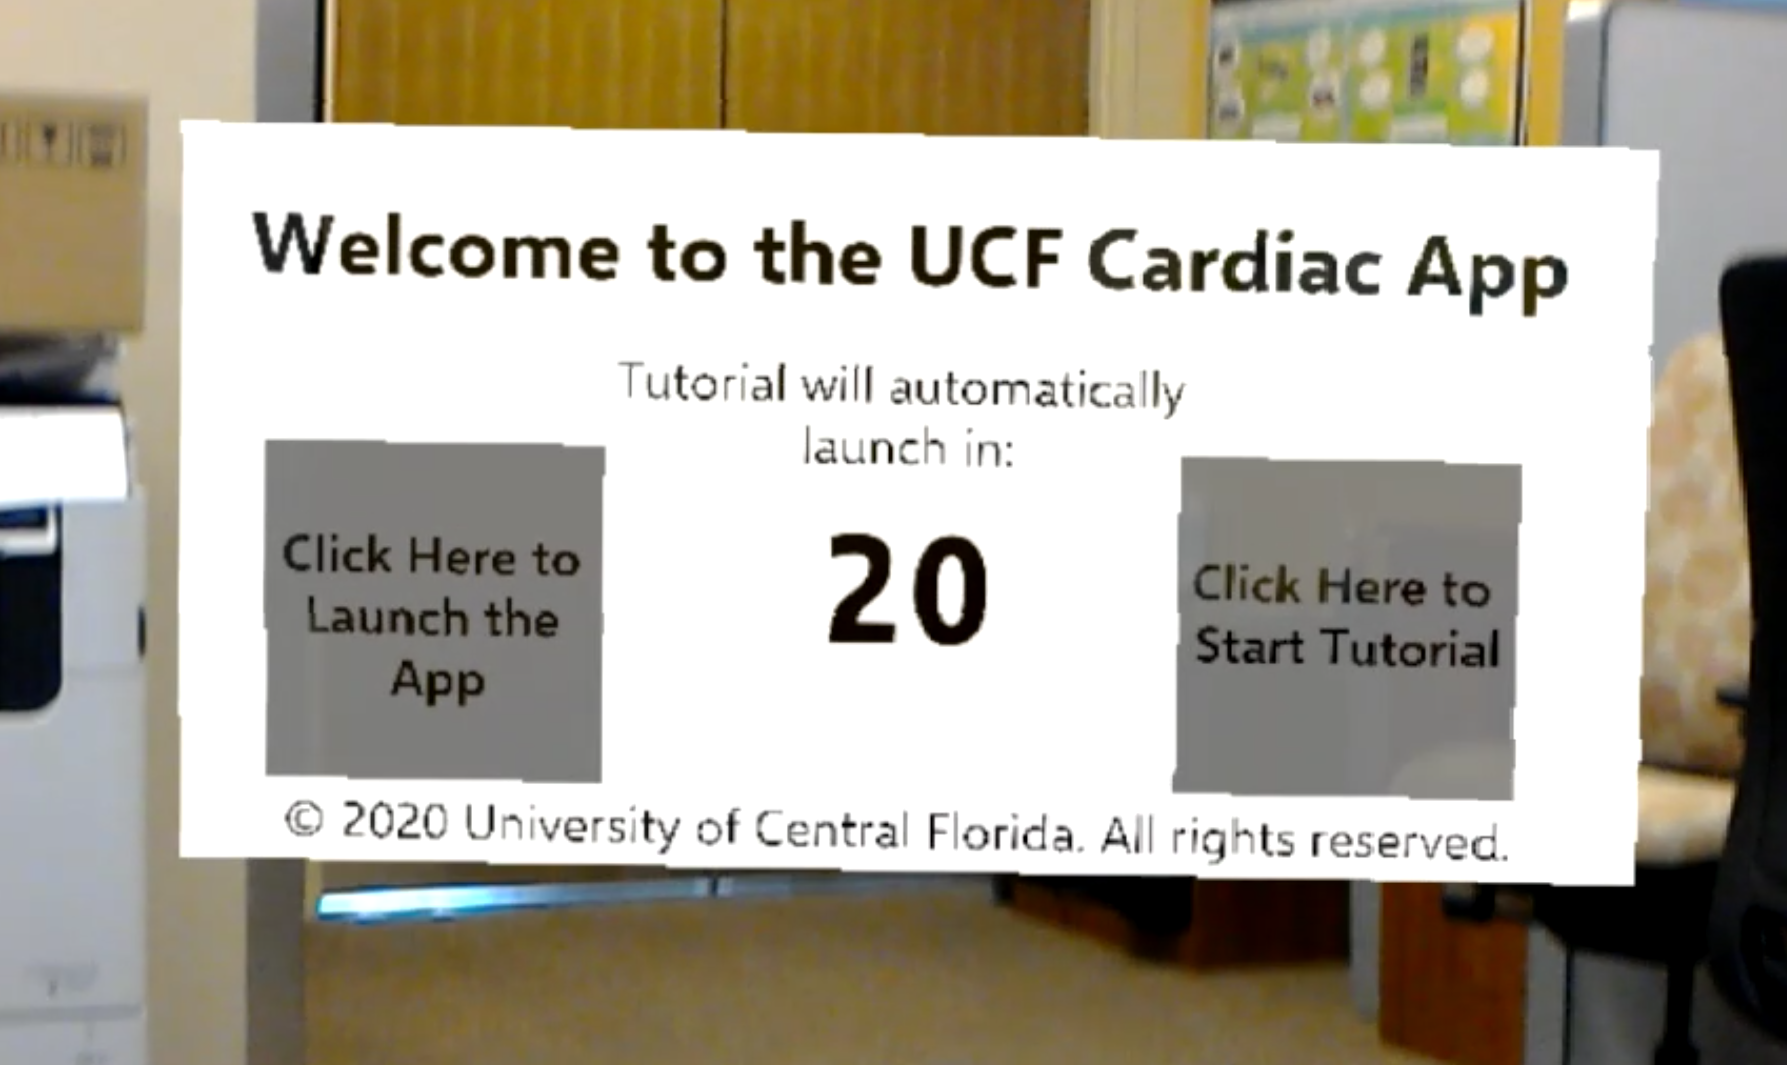 Welcome to the UCF Cardiac App
Tutorial will automatically
launch in:
Click Here to
Launch the
App
20
Click Here to
Start Tutorial
© 2020 University of Central Florida. All rights reserved.